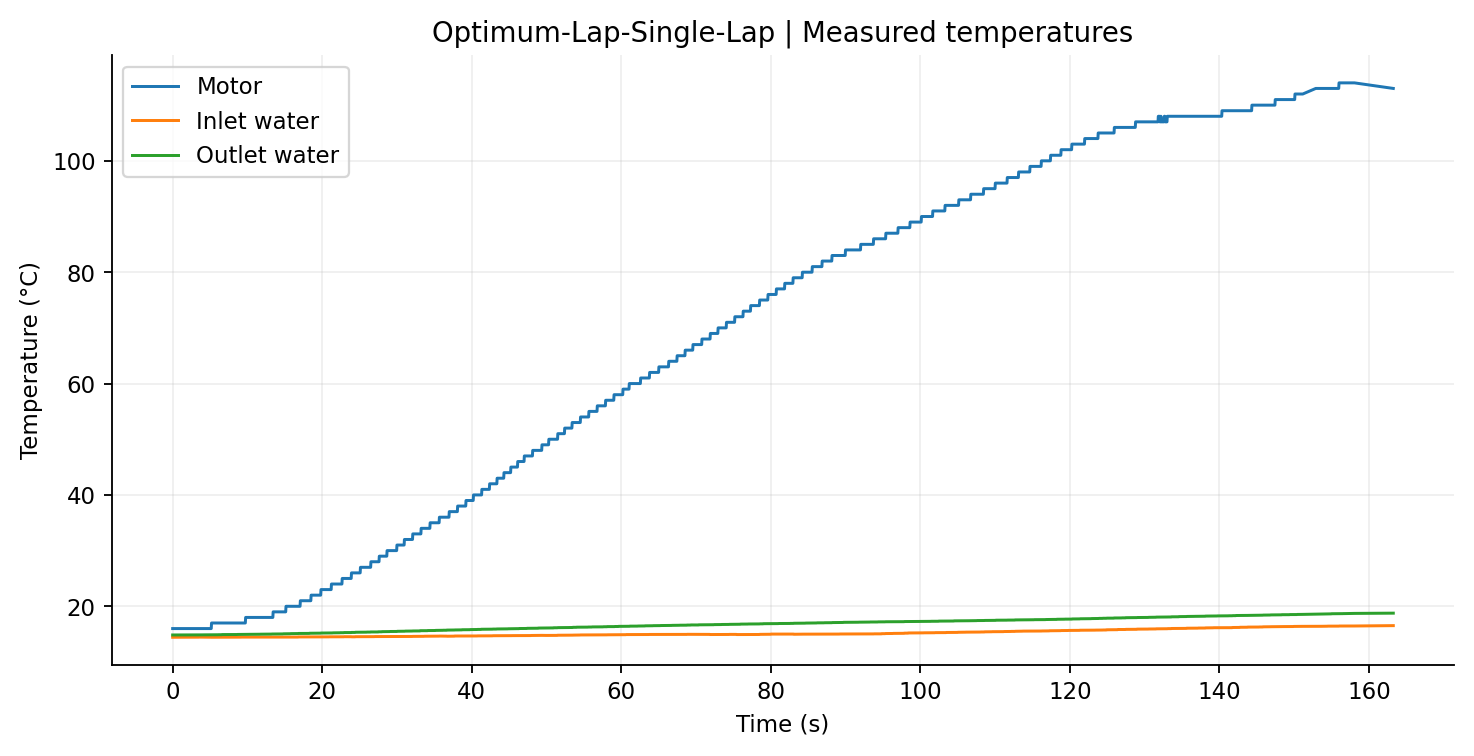 Optimum-Lap-Single-Lap | Measured temperatures
Motor
Inlet water
Outlet water
Temperature (°C)
100
80
60
40
20
0 20 40 60 80 100 120 140 160
Time (s)